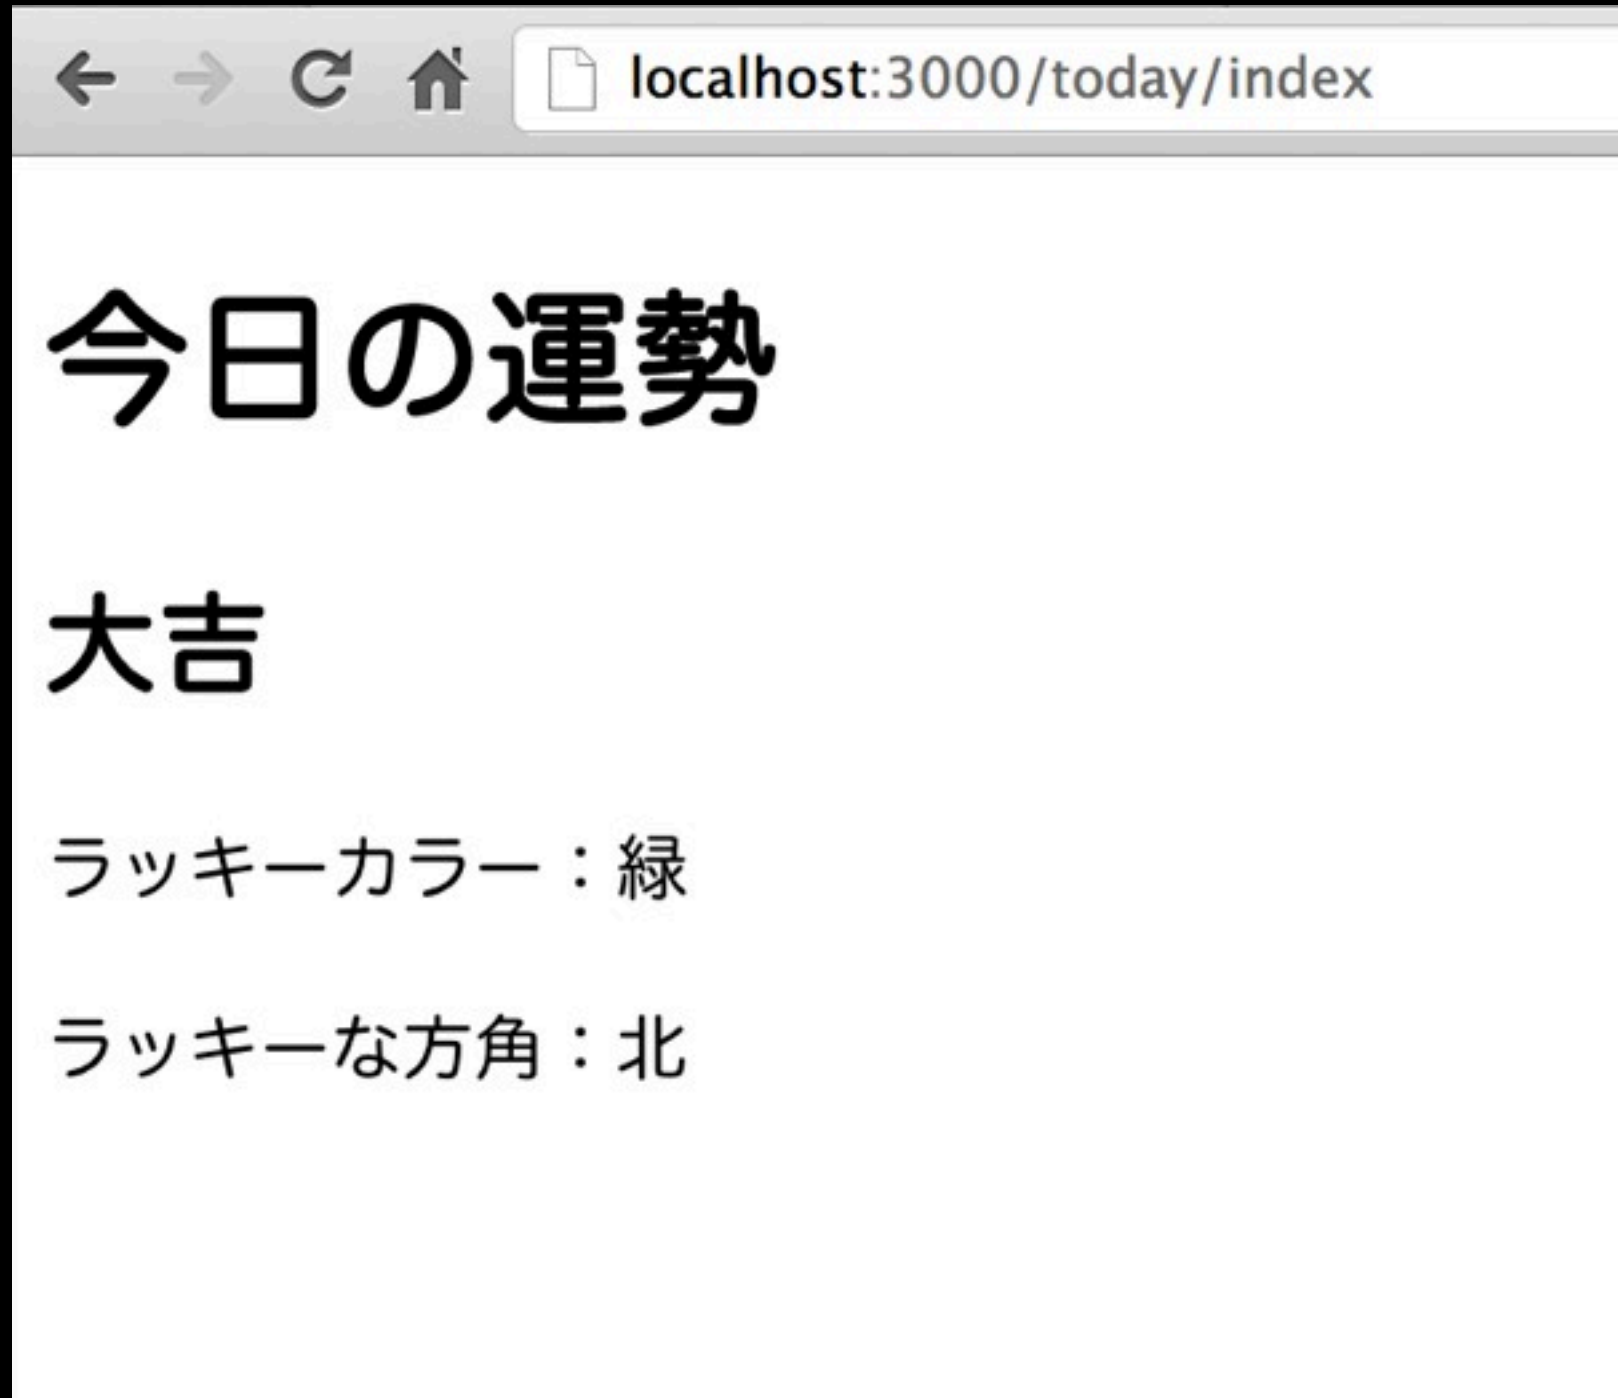 localhost:3000/today/index
今日の運勢
大吉
ラッキーカラー：緑
ラッキーな方角：北